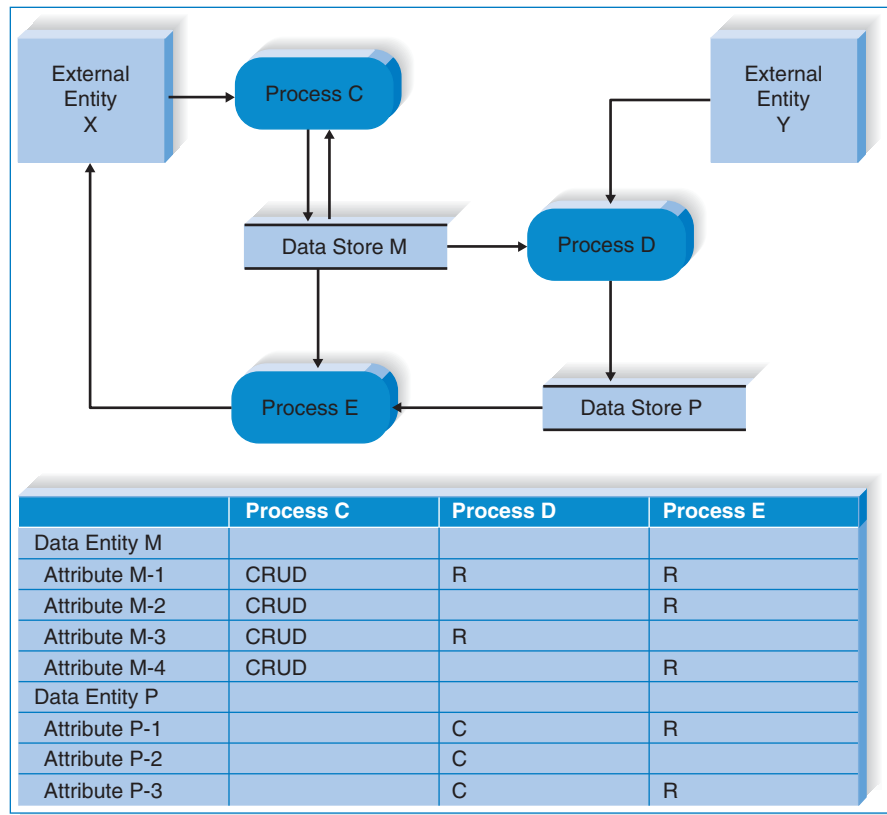 External
Entity
X
Process C
External
Entity
Y
Data Store M
Process D
Process E
Data Store P
Process C Process D Process E
Data Entity M
Attribute M-1 CRUD R R
Attribute M-2 CRUD R
Attribute M-3 CRUD R
Attribute M-4 CRUD R
Data Entity P
Attribute P-1 C R
Attribute P-2 C
Attribute P-3 C R